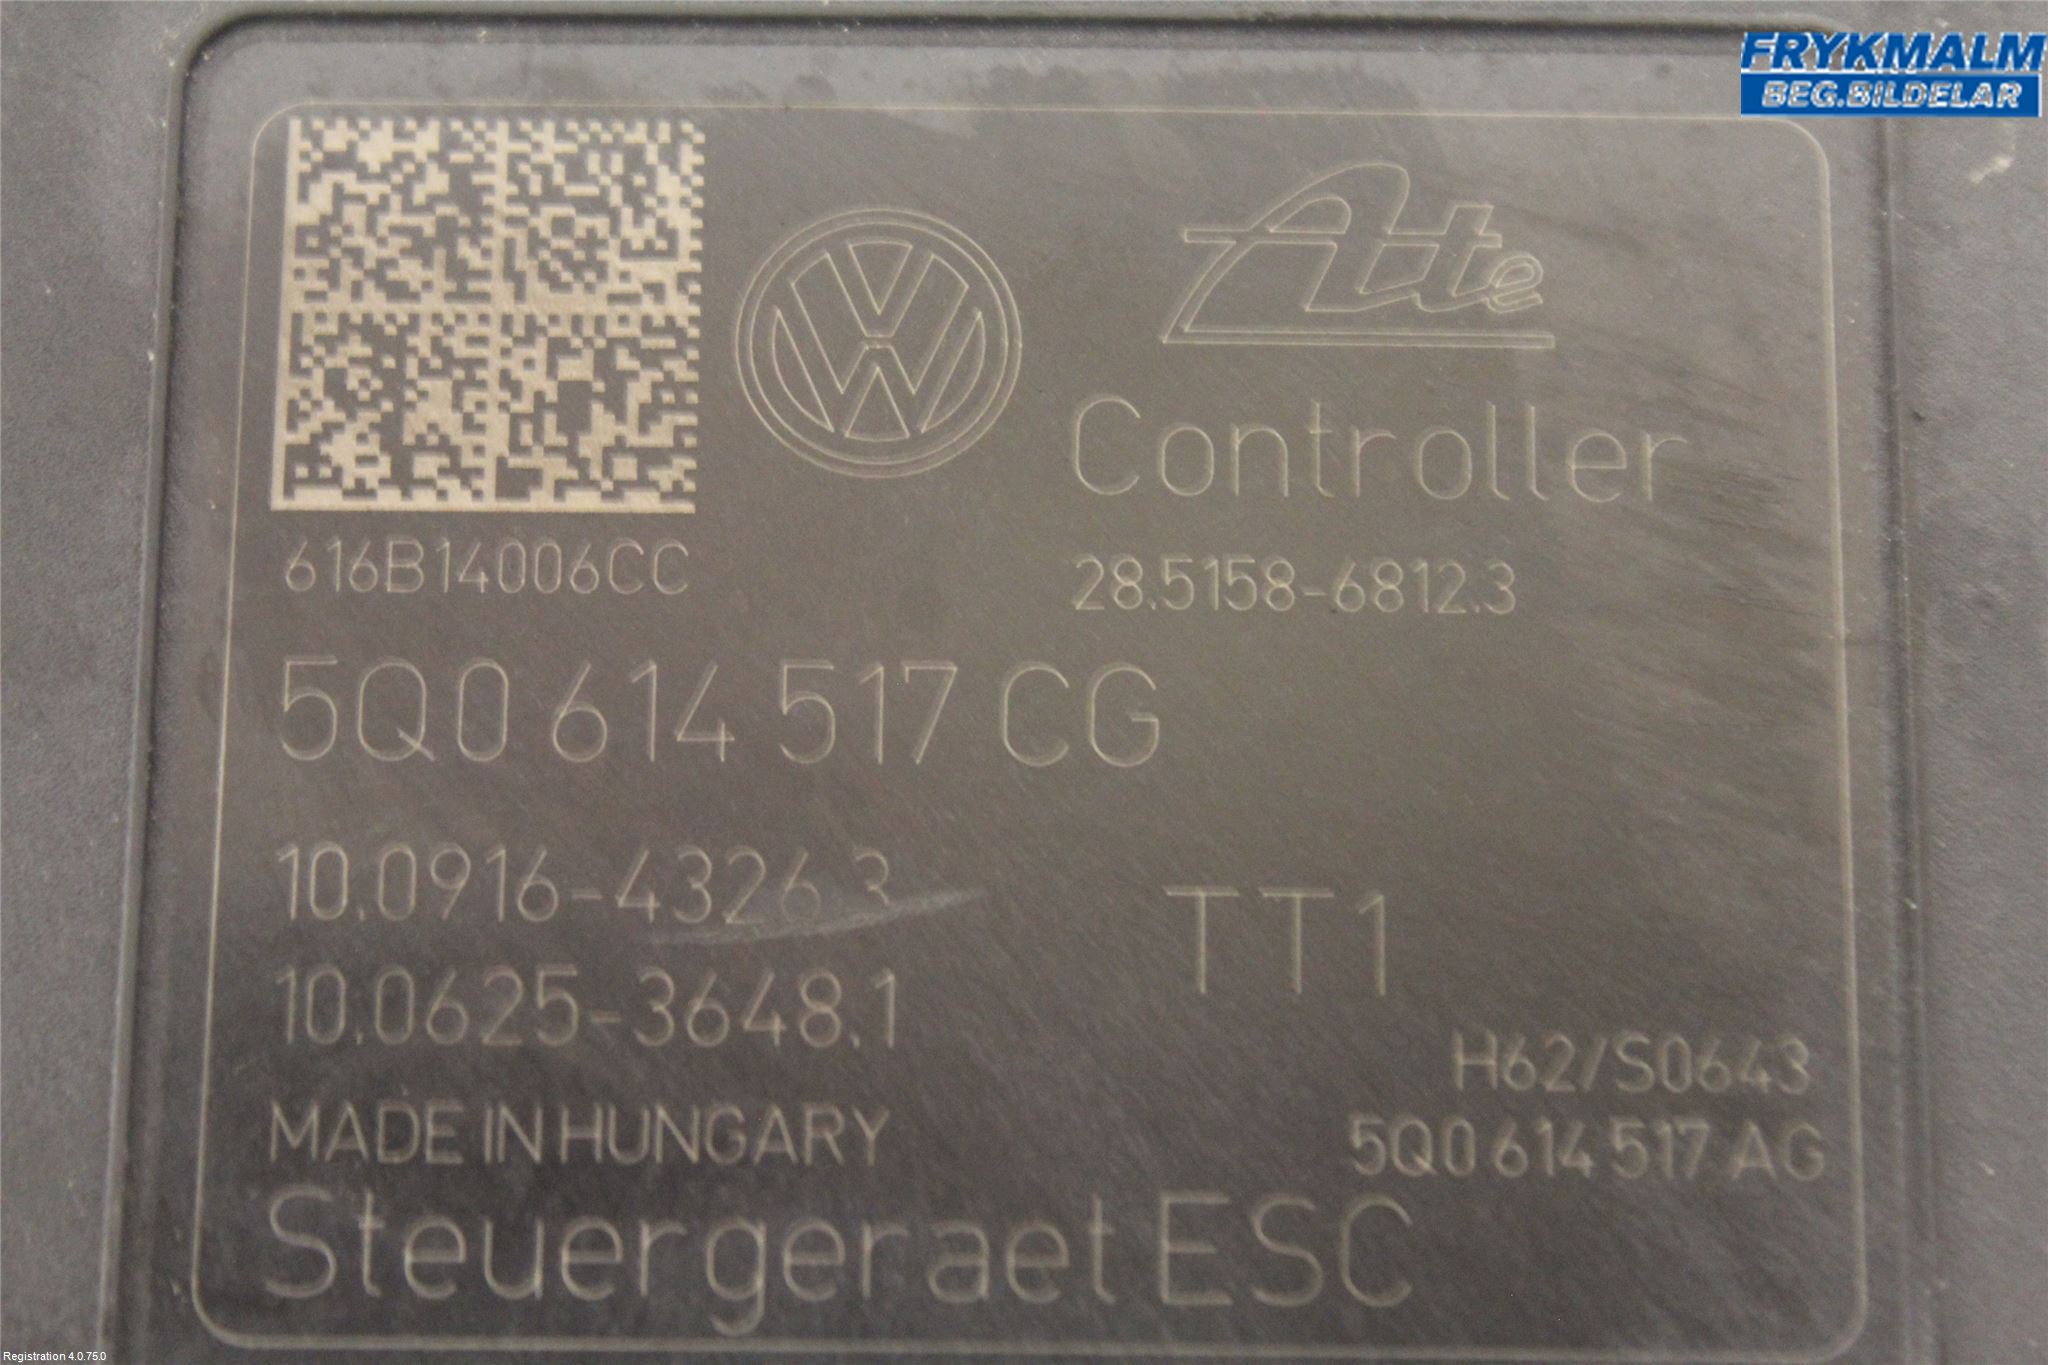 FRYKMALM
BEG.BILDELAR
Ate
Controller
616B14006CC
28.5158-6812.3
5Q0 614 517 CG
10.0916-4326.3
TT1
10.0625-3648.1
H62/S0643
MADE IN HUNGARY
5Q0 614 517 AG
Steuergeraet ESC
Registration 4.0.75.0